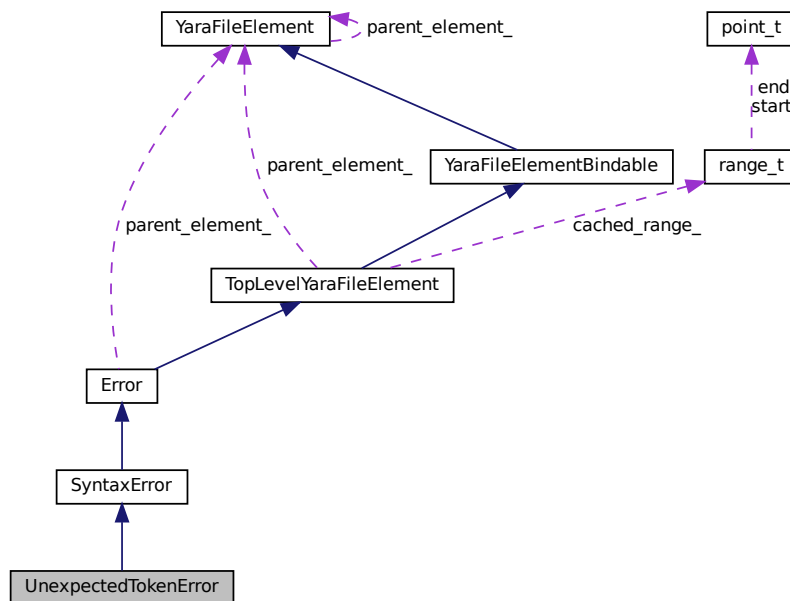 YaraFileElement
parent_element_
point_t
end
start
parent_element_
YaraFileElementBindable
range_t
parent_element_
cached_range_
TopLevelYaraFileElement
Error
SyntaxError
UnexpectedTokenError